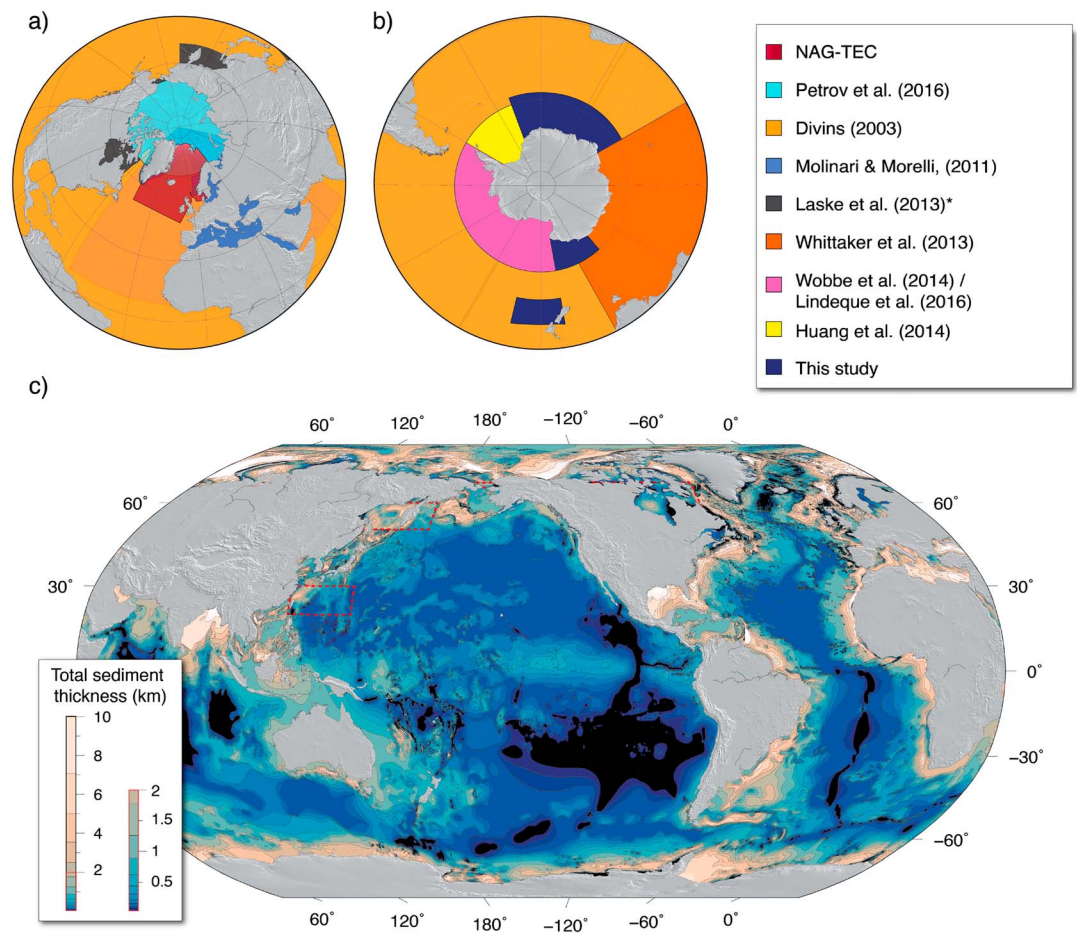 a)
b)
NAG-TEC
Petrov et al. (2016)
Divins (2003)
Molinari & Morelli, (2011)
Laske et al. (2013)*
Whittaker et al. (2013)
Wobbe et al. (2014) /
Lindeque et al. (2016)
Huang et al. (2014)
This study
c)
60˚ 120˚ 180˚ −120˚ −60˚ 0˚
60˚ 60˚
30˚ 30˚
0˚
Total sediment
thickness (km)
10
8
6
4
2
2
1.5
1
0.5
−30˚
−60˚
60˚ 120˚ 180˚ −120˚ −60˚ 0˚